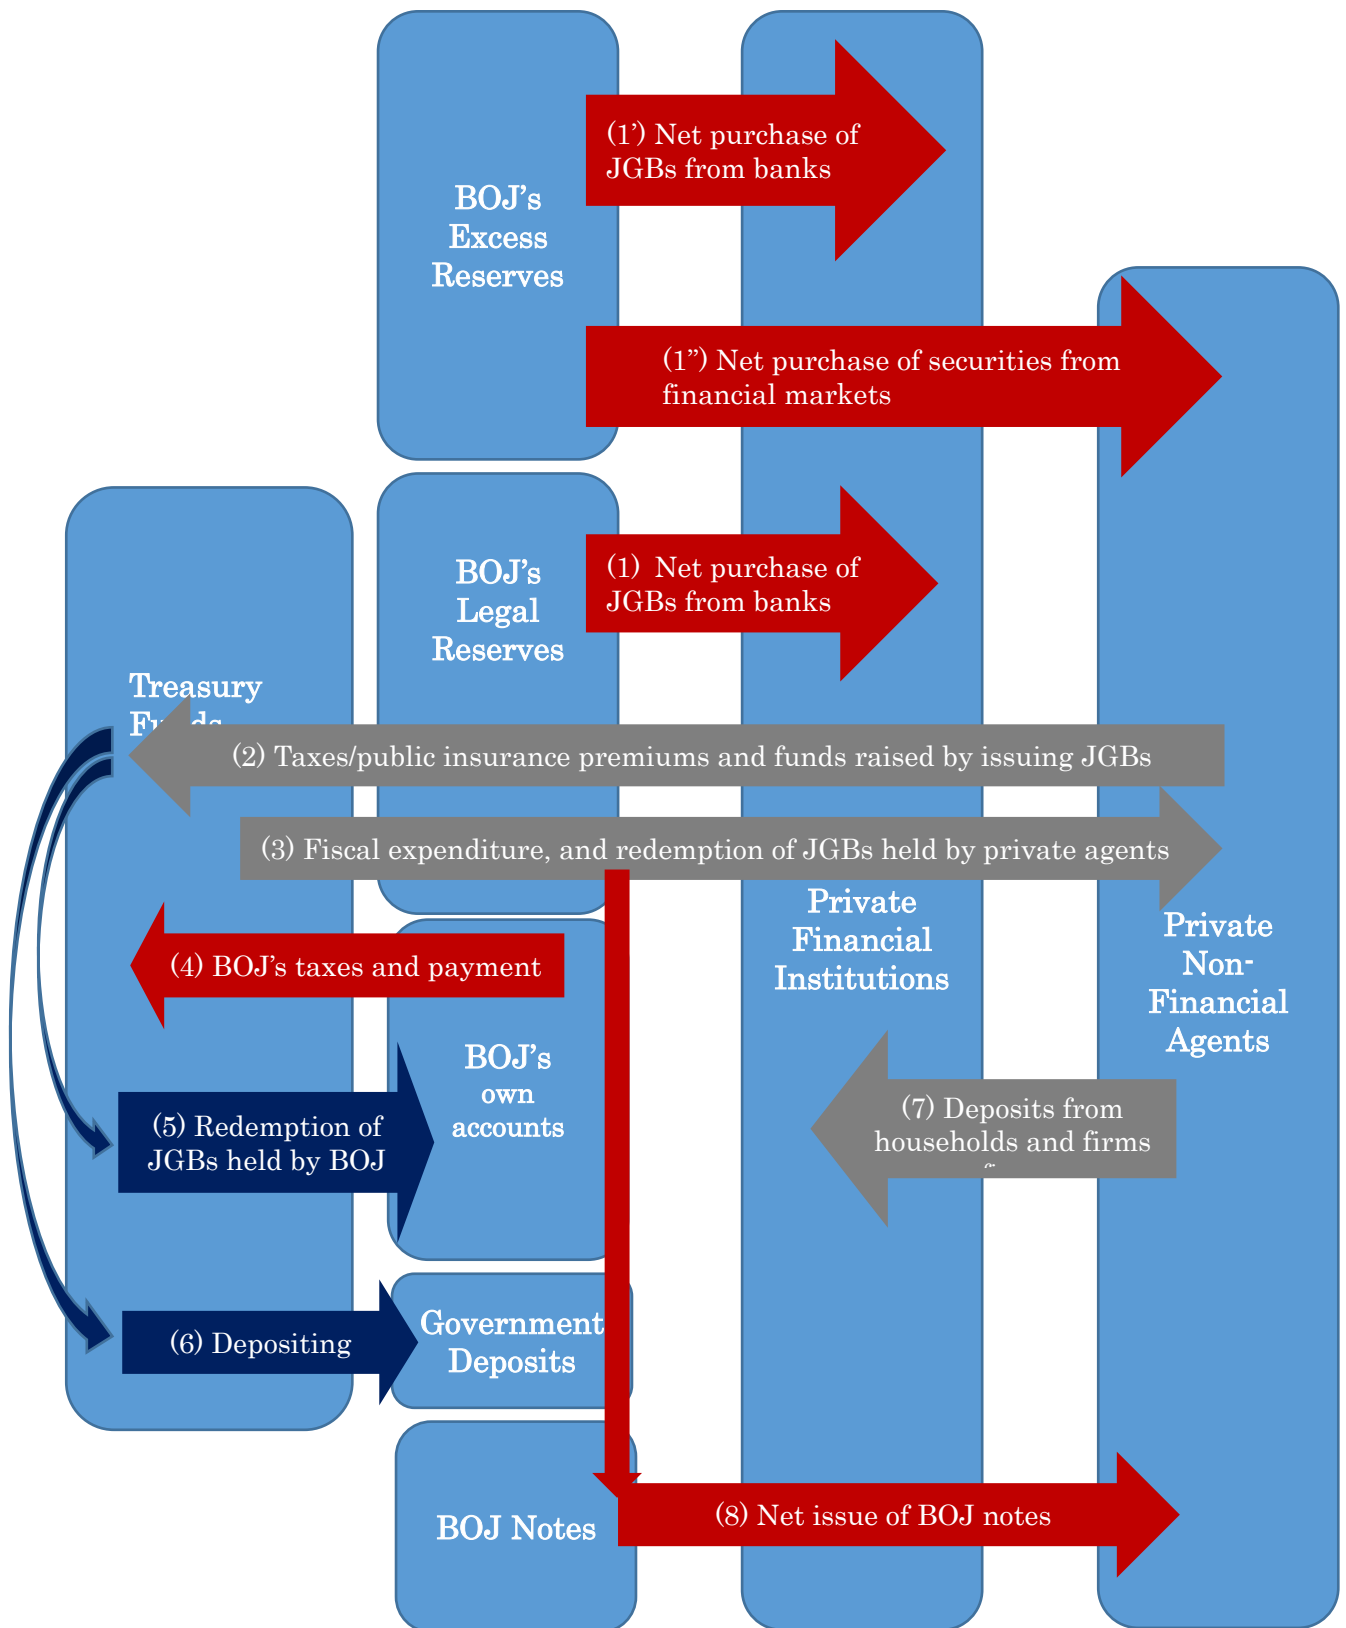 (1’) Net purchase of
JGBs from banks
BOJ’s
Excess
Reserves
(1”) Net purchase of securities from
financial markets
BOJ’s
Legal
Reserves
(1) Net purchase of
JGBs from banks
Treasury
Funds
(2) Taxes/public insurance premiums and funds raised by issuing JGBs
(3) Fiscal expenditure, and redemption of JGBs held by private agents
Private
Financial
Institutions
Private
Non-
Financial
Agents
(4) BOJ’s taxes and payment
BOJ’s
own
accounts
(5) Redemption of
JGBs held by BOJ
(7) Deposits from
households and firms
(6) Depositing
Government
Deposits
BOJ Notes
(8) Net issue of BOJ notes